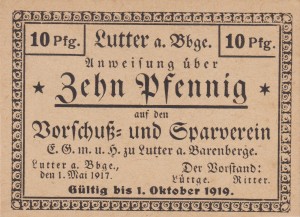 10 Pfg. Lutter a. Bbge. 10 Pfg.
Anweisung über
Zehn Pfennig
auf den
Vorschuß- und Sparverein
E. G. m. u. H. zu Lutter a. Barenberge.
Lutter a. Bbge., Der Vorstand:
den 1. Mai 1917. Lüttge. Ritter.
Gültig bis 1. Oktober 1919.